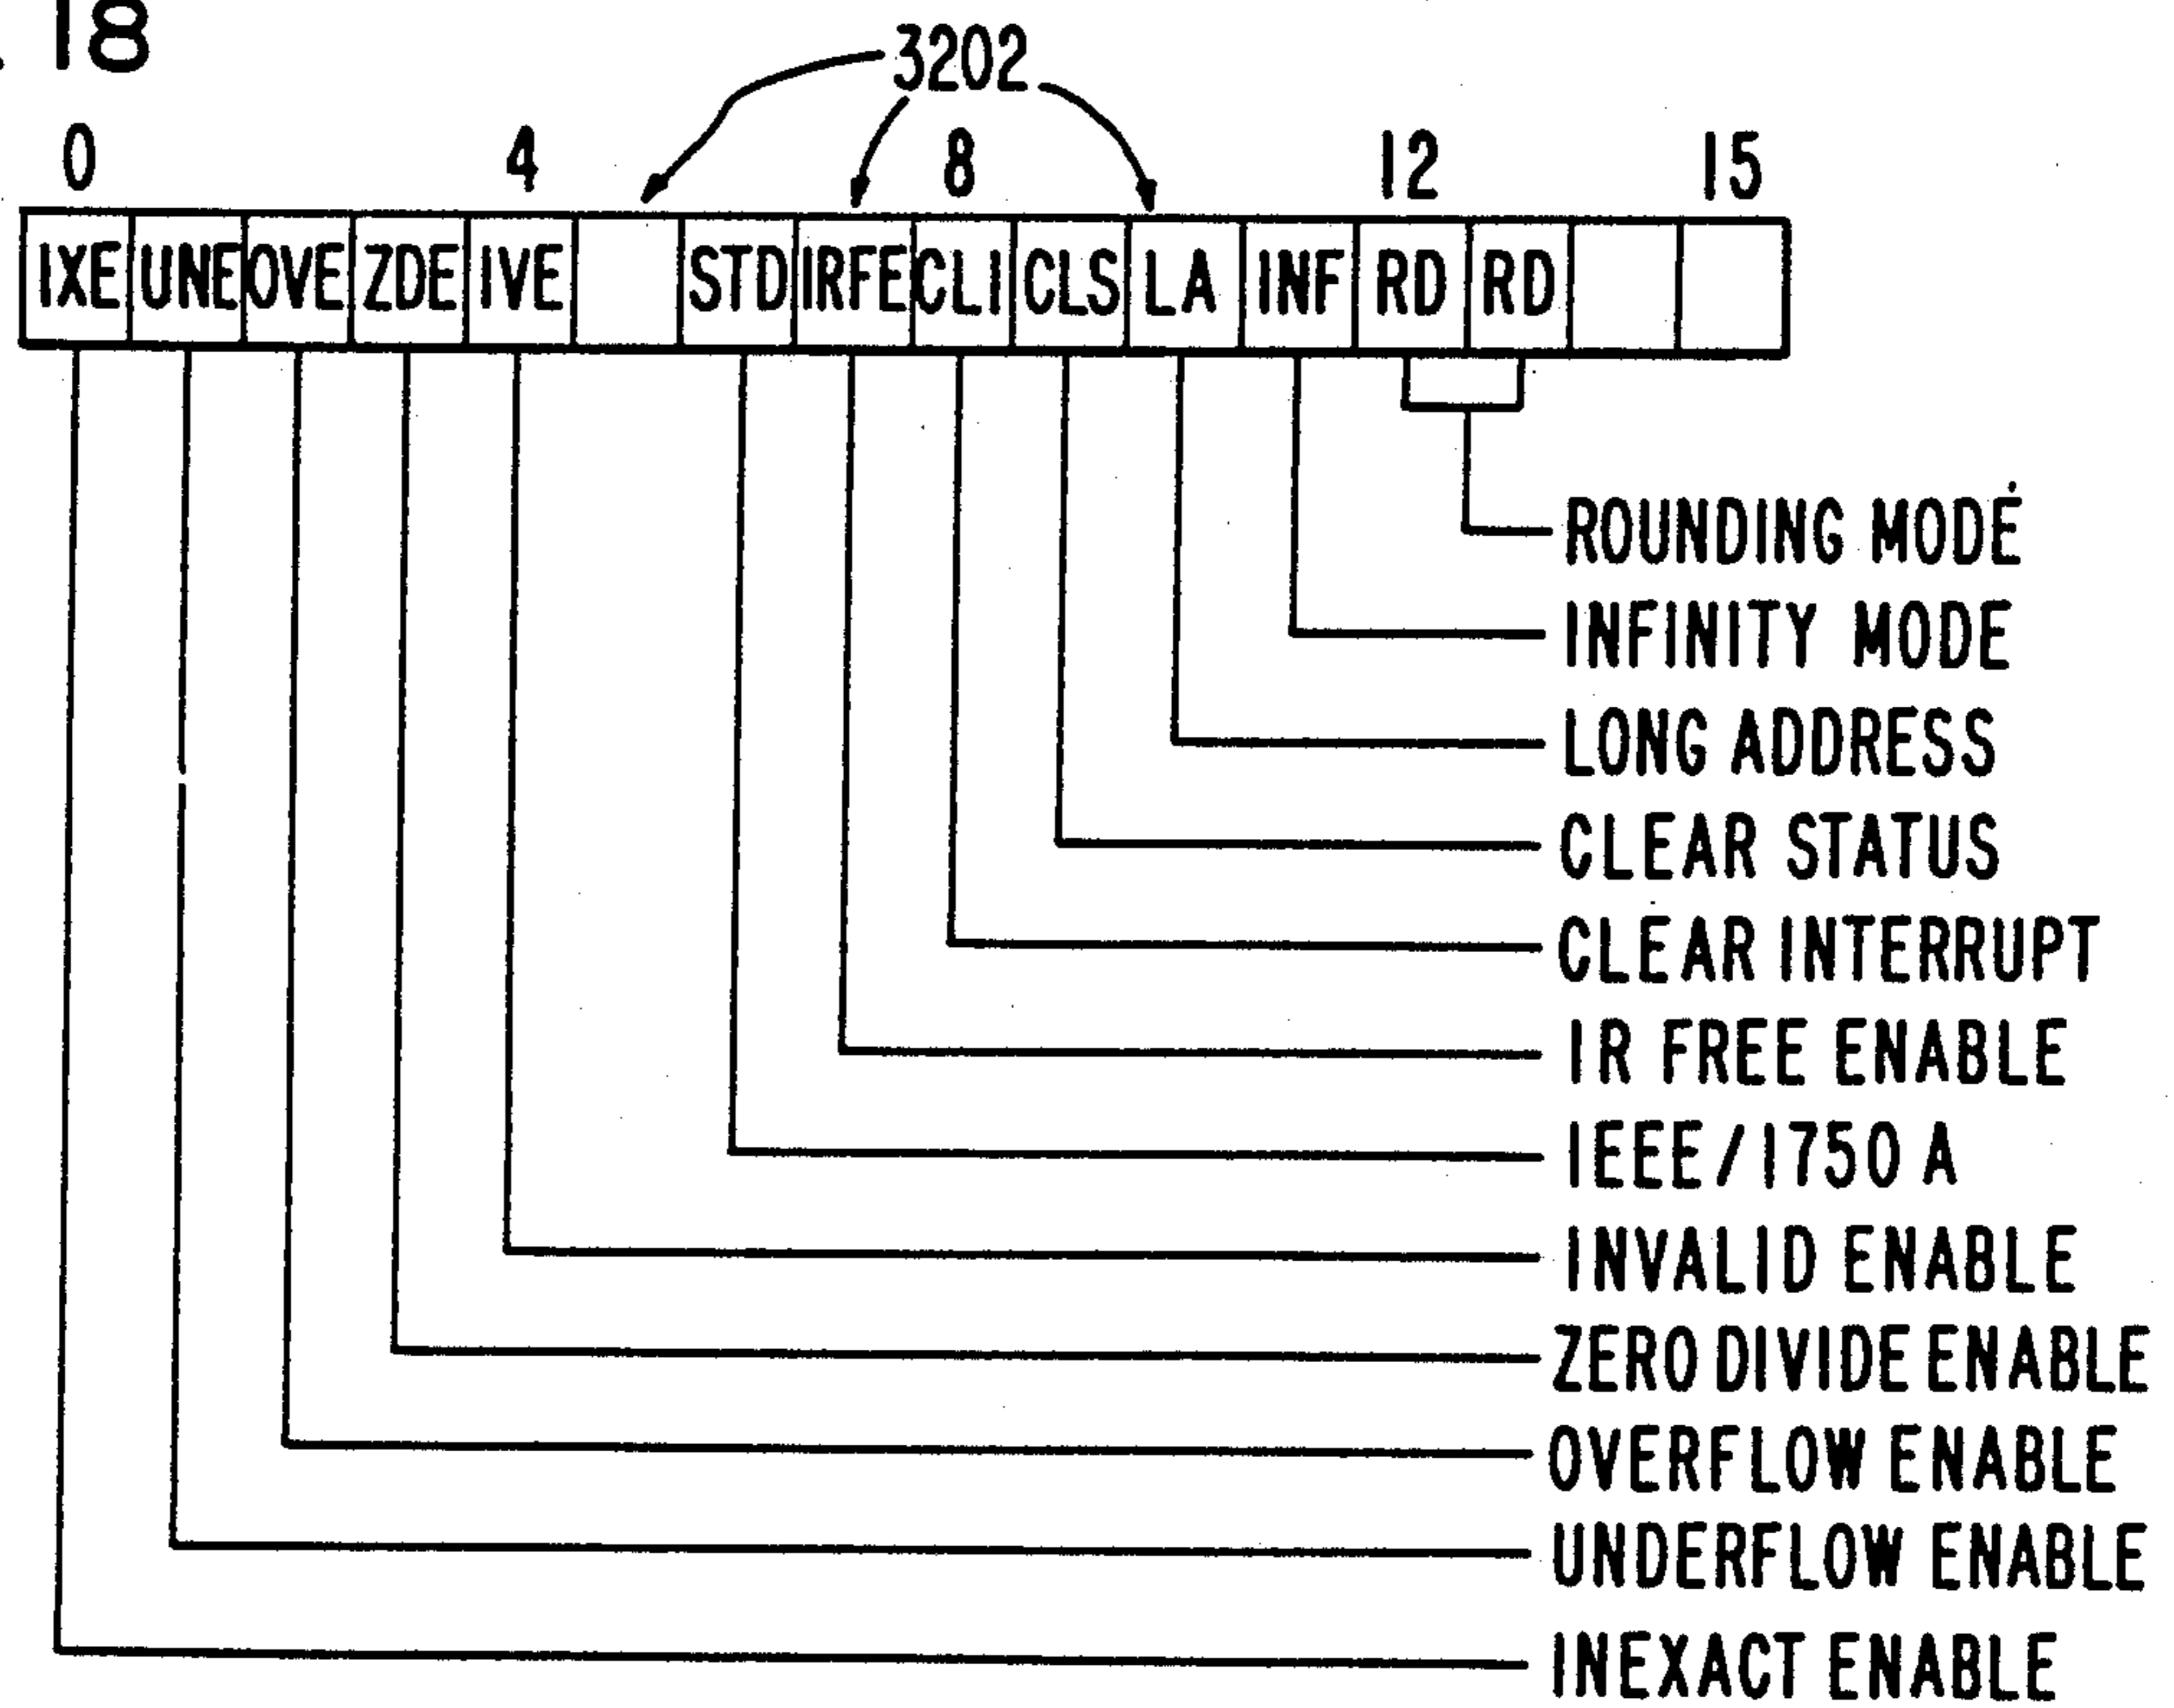 . 18
3202
0 4 8 12 15
IXE UNE OVE ZDE IVE STD IRFE CLI CLS LA INF RD RD
ROUNDING MODE
INFINITY MODE
LONG ADDRESS
CLEAR STATUS
CLEAR INTERRUPT
IR FREE ENABLE
IEEE/1750 A
INVALID ENABLE
ZERO DIVIDE ENABLE
OVERFLOW ENABLE
UNDERFLOW ENABLE
INEXACT ENABLE